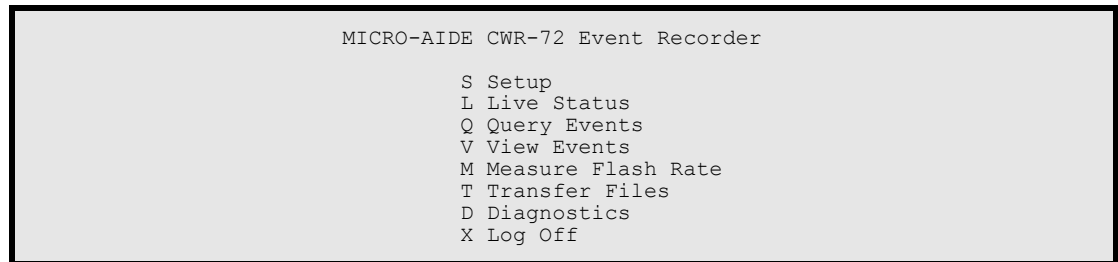 MICRO-AIDE CWR-72 Event Recorder
S Setup
L Live Status
Q Query Events
V View Events
M Measure Flash Rate
T Transfer Files
D Diagnostics
X Log Off